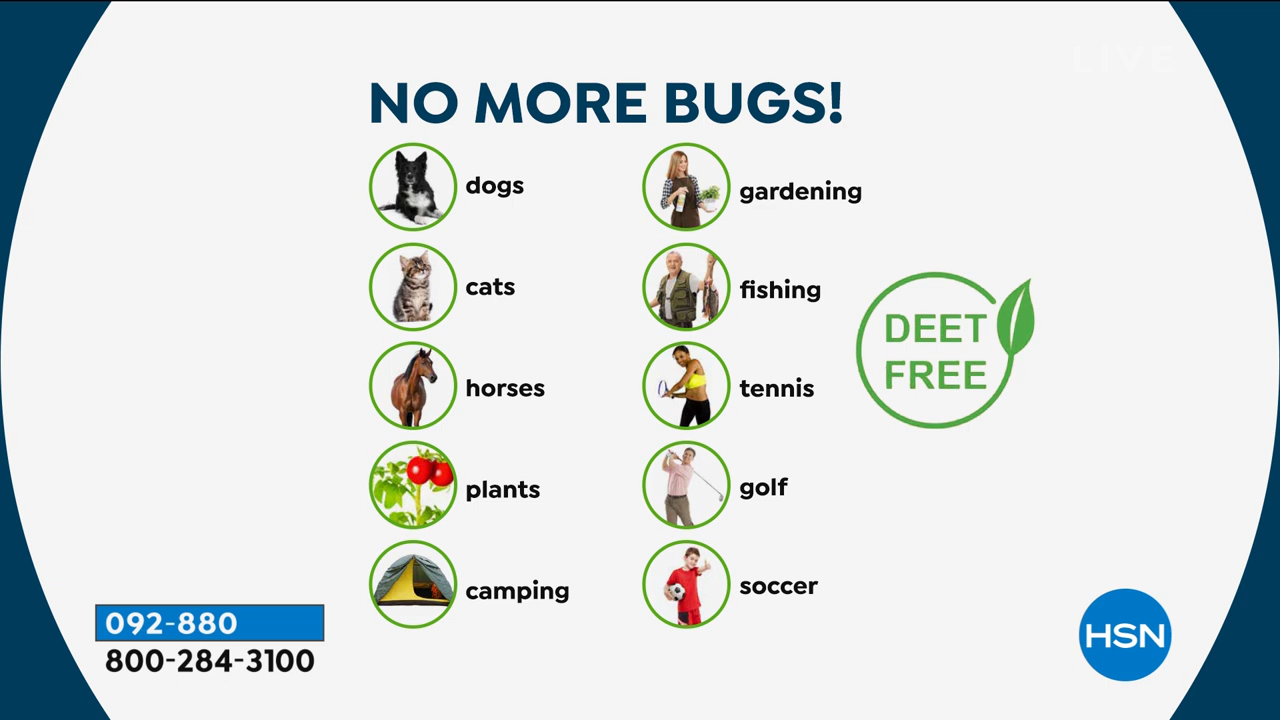 LIVE
NO MORE BUGS!
dogs
cats
horses
plants
camping
gardening
fishing
tennis
golf
soccer
DEET
FREE
092-880
800-284-3100
HSN